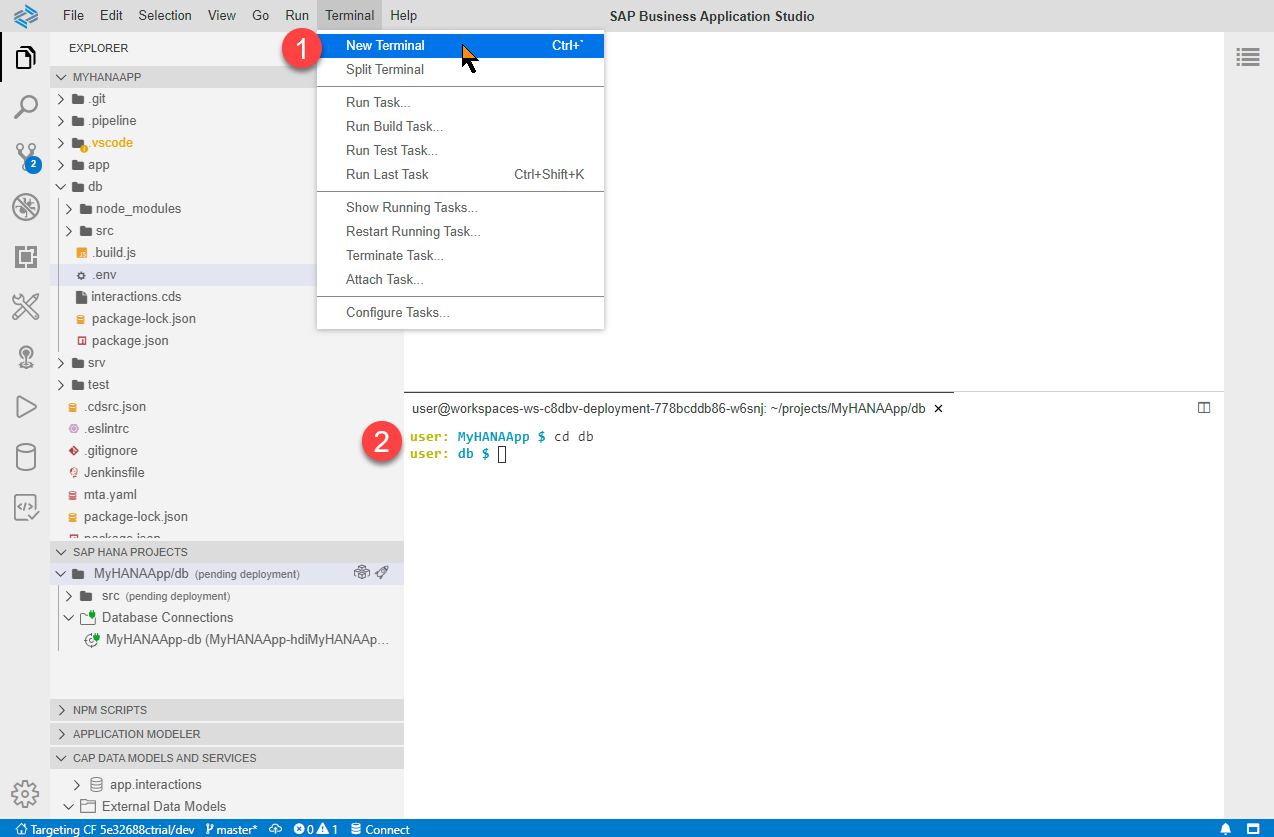 File Edit Selection View Go Run Terminal Help SAP Business Application Studio
EXPLORER
MYHANAAPP
.git
.pipeline
.vscode
app
db
node_modules
src
.build.js
.env
interactions.cds
package-lock.json
package.json
srv
test
.cdsrc.json
.eslintrc
.gitignore
Jenkinsfile
mta.yaml
package-lock.json
package.json
2
1
New Terminal Ctrl+`
Split Terminal
Run Task...
Run Build Task...
Run Test Task...
Run Last Task Ctrl+Shift+K
Show Running Tasks...
Restart Running Task...
Terminate Task...
Attach Task...
Configure Tasks...
user@workspaces-ws-c8dbv-deployment-778bcddb86-w6snj: ~/projects/MyHANAApp/db ×
2
user: MyHANAApp $ cd db
user: db $
SAP HANA PROJECTS
MyHANAApp/db (pending deployment)
src (pending deployment)
Database Connections
MyHANAApp-db (MyHANAApp-hdiMyHANAAp...
NPM SCRIPTS
APPLICATION MODELER
CAP DATA MODELS AND SERVICES
app.interactions
External Data Models
Targeting CF 5e32688ctrial/dev master* 0 1 Connect